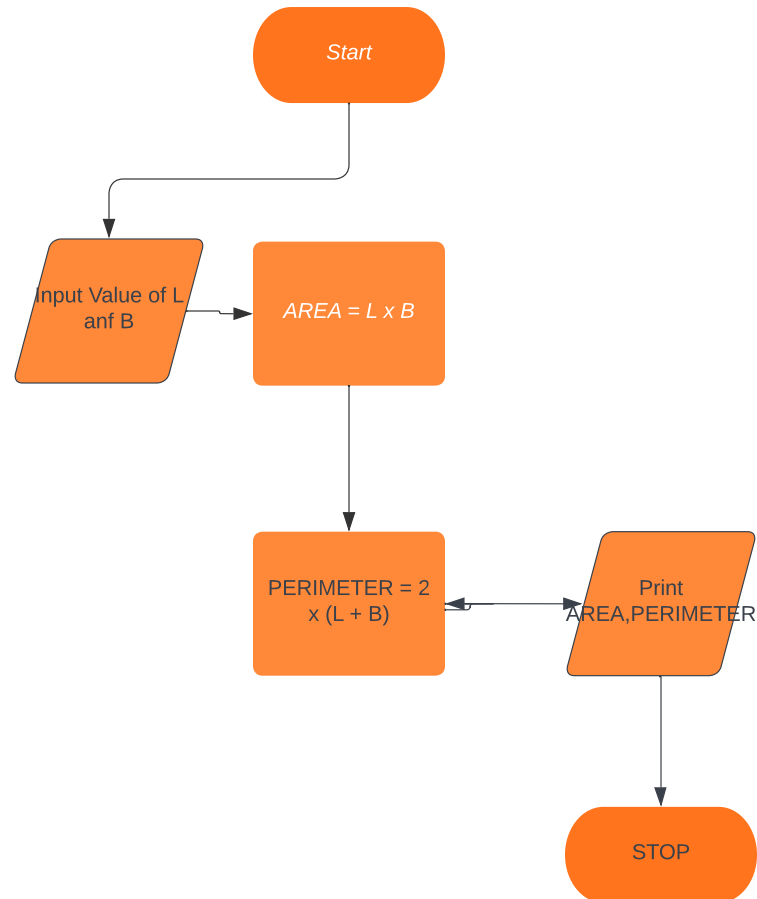 Start
Input Value of L
anf B
AREA = L x B
PERIMETER = 2
x (L + B)
Print
AREA,PERIMETER
STOP